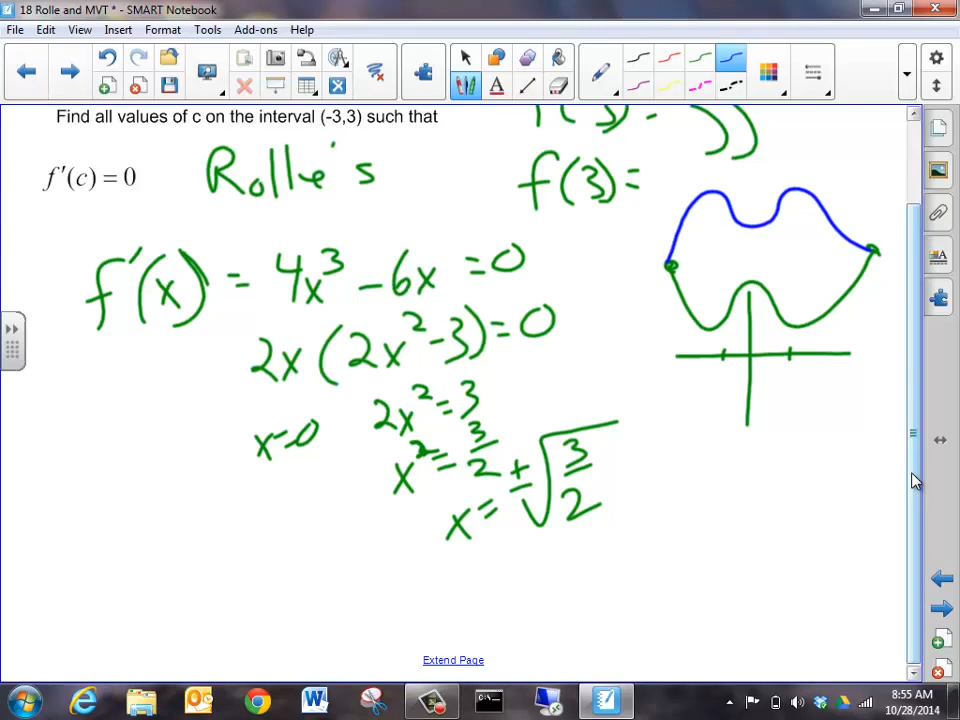 18 Rolle and MVT * - SMART Notebook
File Edit View Insert Format Tools Add-ons Help
Find all values of c on the interval (-3,3) such that
f'(c) = 0
Rolle's
f(3)=
f'(x) = 4x³ -6x =0
2x(2x²-3)=0
x=0
2x²=3
x²=3/2
x= ±√3/2
Extend Page
8:55 AM
10/28/2014